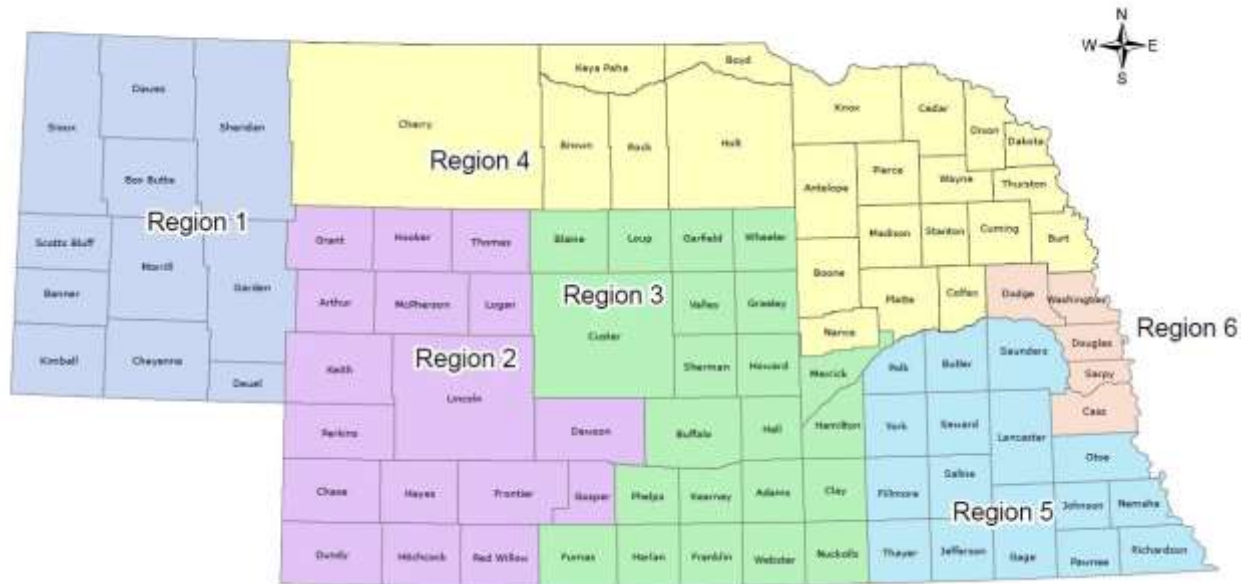 N
W E
S
Keya Paha
Boyd
Dawes
Sioux
Sheridan
Cherry
Brown
Rock
Holt
Knox
Cedar
Dixon
Dakota
Region 4
Box Butte
Antelope
Pierce
Wayne
Thurston
Region 1
Scotts Bluff
Morrill
Garden
Banner
Kimball
Cheyenne
Deuel
Grant
Hooker
Thomas
Blaine
Loup
Garfield
Wheeler
Madison
Stanton
Cuming
Burt
Boone
Arthur
McPherson
Logan
Region 3
Custer
Valley
Greeley
Platte
Colfax
Dodge
Washington
Nance
Region 6
Douglas
Sarpy
Cass
Keith
Region 2
Lincoln
Sherman
Howard
Merrick
Polk
Butler
Saunders
Perkins
Dawson
Buffalo
Hall
Hamilton
York
Seward
Lancaster
Otoe
Chase
Hayes
Frontier
Gosper
Phelps
Kearney
Adams
Clay
Fillmore
Saline
Region 5
Johnson
Nemaha
Dundy
Hitchcock
Red Willow
Furnas
Harlan
Franklin
Webster
Nuckolls
Thayer
Jefferson
Gage
Pawnee
Richardson